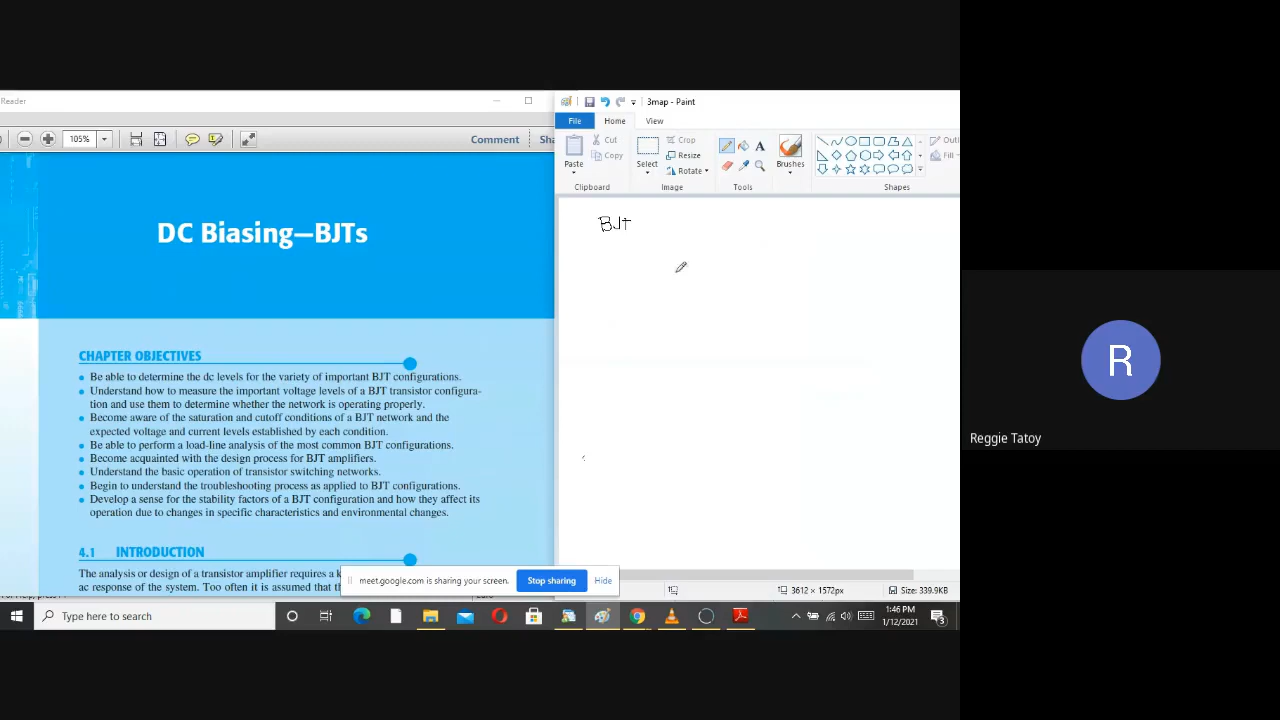 Reader
3map - Paint
105%
Comment
File
Home
View
Paste
Cut
Copy
Clipboard
Select
Crop
Resize
Rotate
Image
Tools
Brushes
Shapes
Fill
DC Biasing—BJTs
BJT
CHAPTER OBJECTIVES
● Be able to determine the dc levels for the variety of important BJT configurations.
● Understand how to measure the important voltage levels of a BJT transistor configura-
tion and use them to determine whether the network is operating properly.
● Become aware of the saturation and cutoff conditions of a BJT network and the
expected voltage and current levels established by each condition.
● Be able to perform a load-line analysis of the most common BJT configurations.
● Become acquainted with the design process for BJT amplifiers.
● Understand the basic operation of transistor switching networks.
● Begin to understand the troubleshooting process as applied to BJT configurations.
● Develop a sense for the stability factors of a BJT configuration and how they affect its
operation due to changes in specific characteristics and environmental changes.
4.1 INTRODUCTION
The analysis or design of a transistor amplifier requires a k
ac response of the system. Too often it is assumed that t
meet.google.com is sharing your screen.
Stop sharing
Hide
3612 × 1572px
Size: 339.9KB
Type here to search
1:46 PM
1/12/2021
3
R
Reggie Tatoy